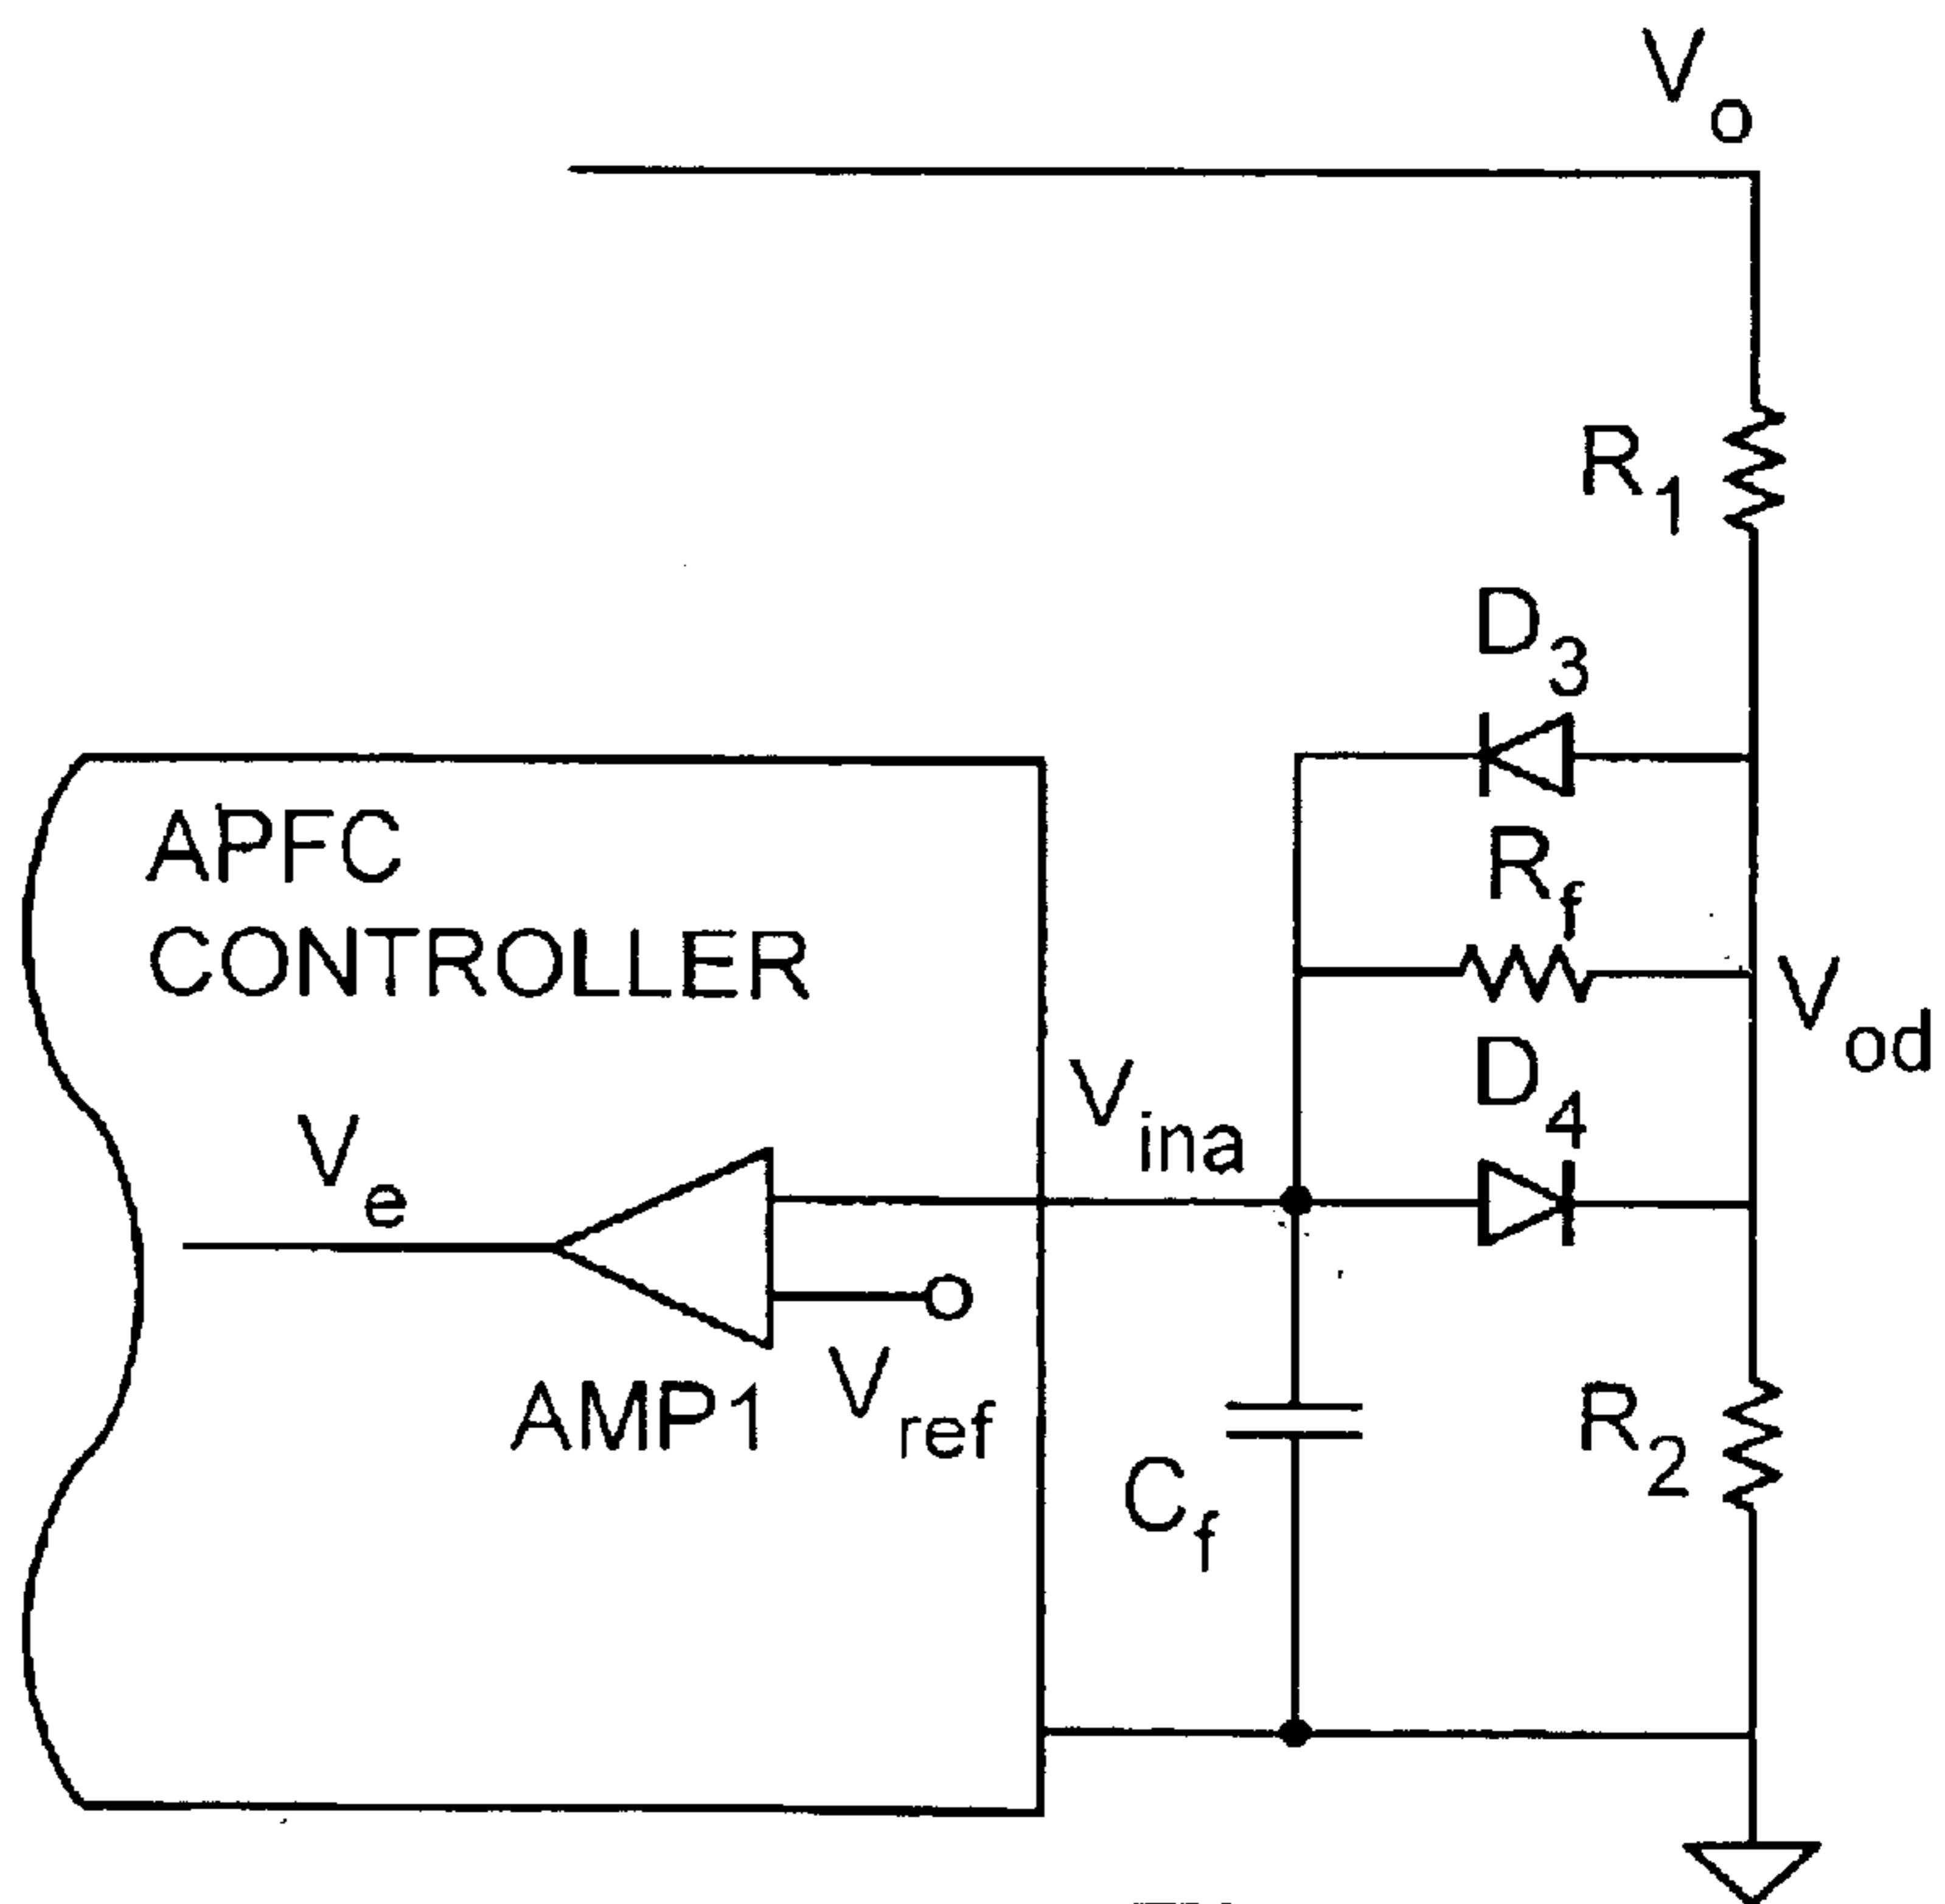 Vo
R1
D3
Rf
APFC
CONTROLLER
Vod
D4
Vina
Ve
Vref
AMP1
R2
Cf